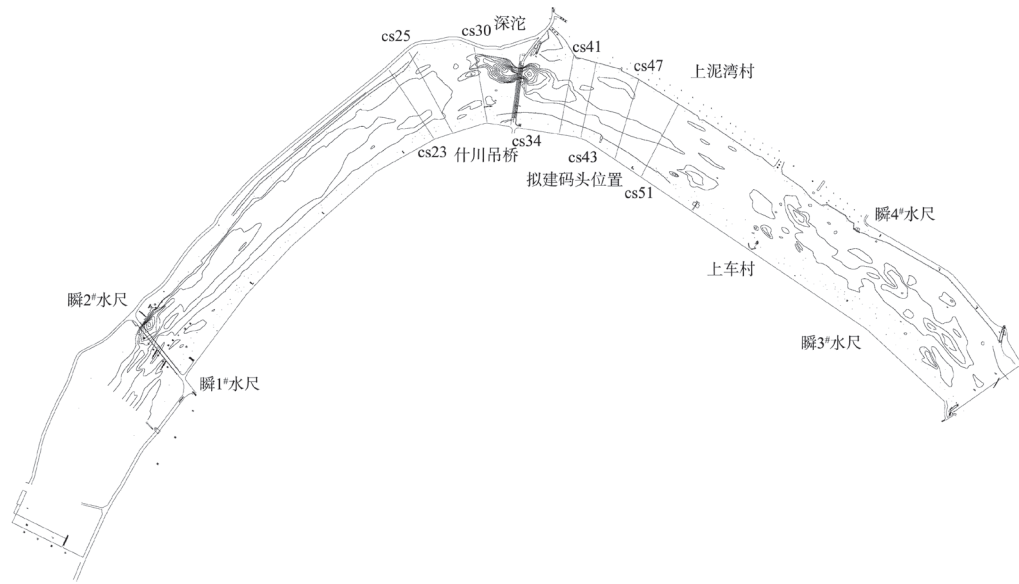 深沱
cs30
cs25
cs41
cs47
上泥湾村
cs34
cs23
什川吊桥
cs43
拟建码头位置
cs51
瞬4#水尺
上车村
瞬2#水尺
瞬3#水尺
瞬1#水尺